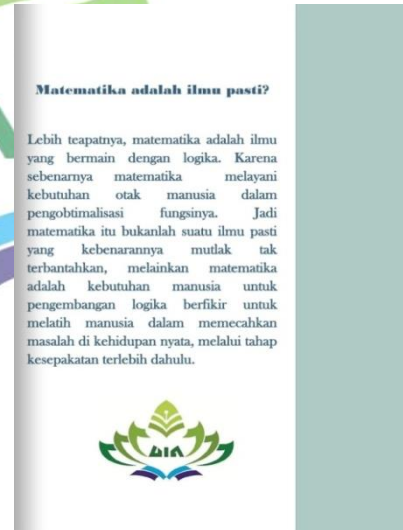 Matematika adalah ilmu pasti?
Lebih teapatnya, matematika adalah ilmu
yang bermain dengan logika. Karena
sebenarnya matematika melayani
kebutuhan otak manusia dalam
pengobtimalisasi fungsinya. Jadi
matematika itu bukanlah suatu ilmu pasti
yang kebenarannya mutlak tak
terbantahkan, melainkan matematika
adalah kebutuhan manusia untuk
pengembangan logika berfikir untuk
melatih manusia dalam memecahkan
masalah di kehidupan nyata, melalui tahap
kesepakatan terlebih dahulu.